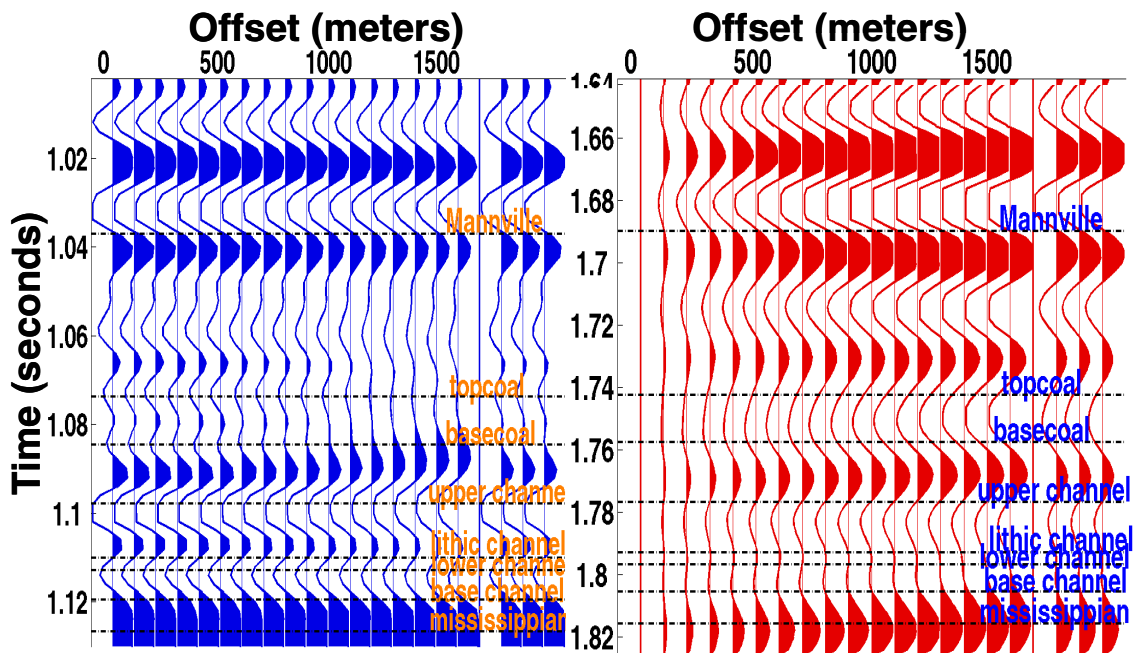 Offset (meters)
0 500 1000 1500
Time (seconds)
1.02
1.04
1.06
1.08
1.1
1.12
Mannville
topcoal
basecoal
upper channe
lithic channel
lower channe
base channel
mississippian
Offset (meters)
0 500 1000 1500
1.64
1.66
1.68
1.7
1.72
1.74
1.76
1.78
1.8
1.82
Mannville
topcoal
basecoal
upper channel
lithic channel
lower channel
base channel
mississippian